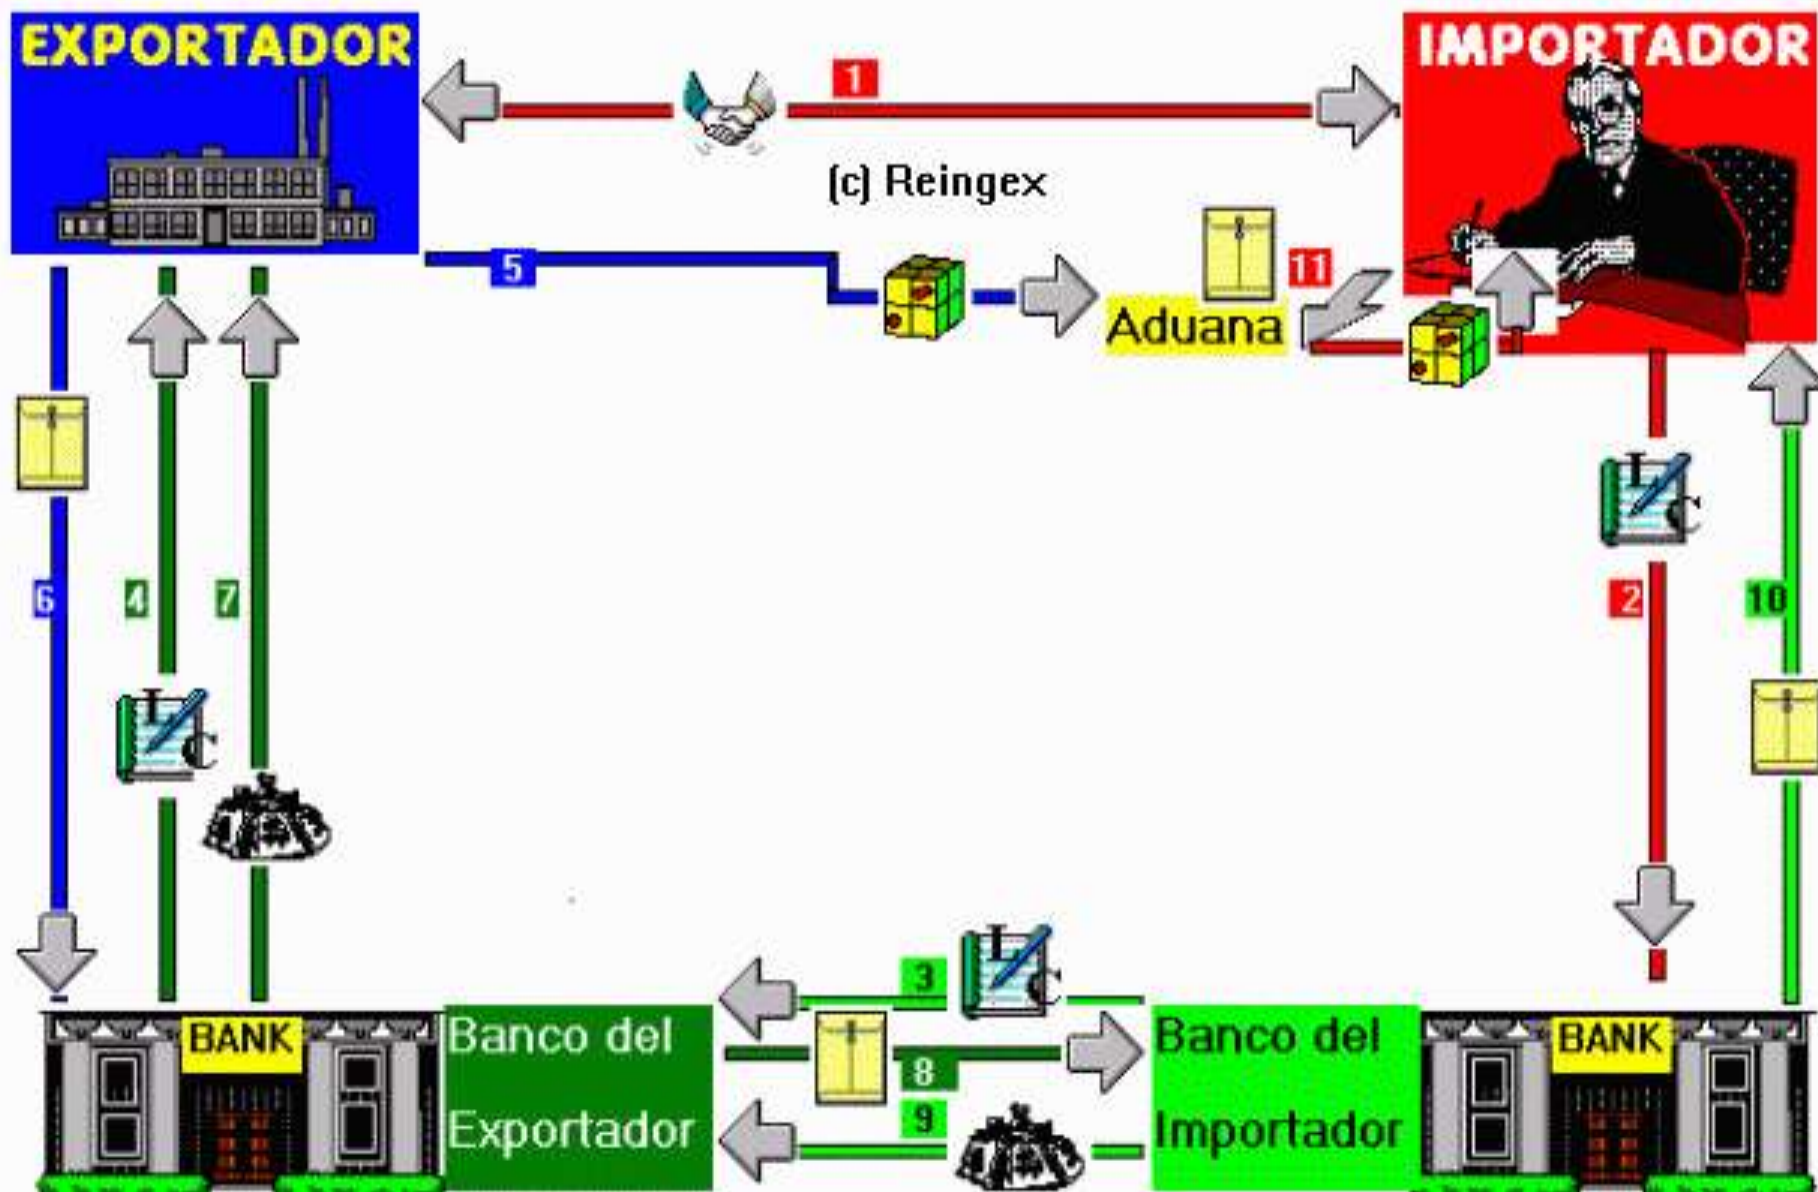 EXPORTADOR
IMPORTADOR
1
(c) Reingex
5
11
Aduana
L
C
6
4
7
2
10
L
C
3
L
C
BANK
Banco del
Exportador
8
9
Banco del
Importador
BANK